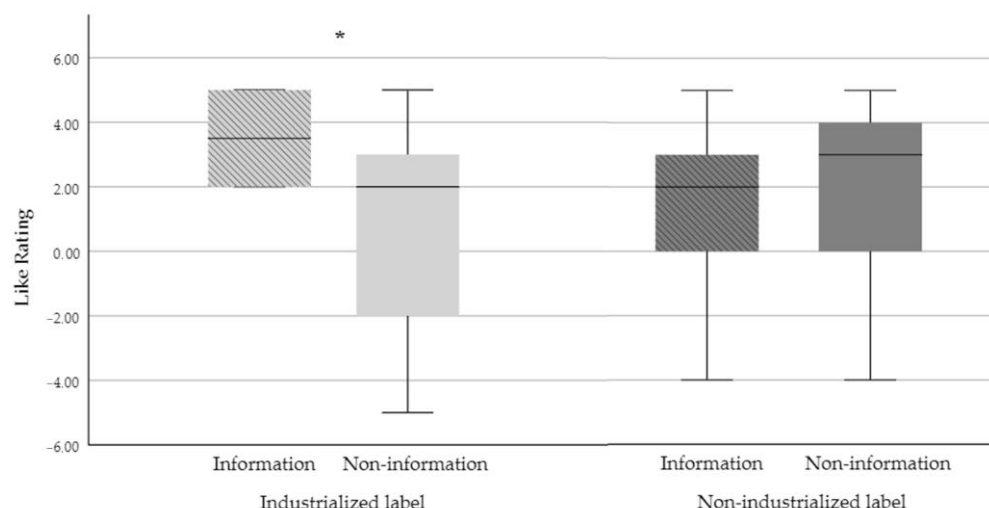 *
6.00
4.00
2.00
0.00
−2.00
−4.00
−6.00
Like Rating
Information Non-information Information Non-information
Industrialized label Non-industrialized label